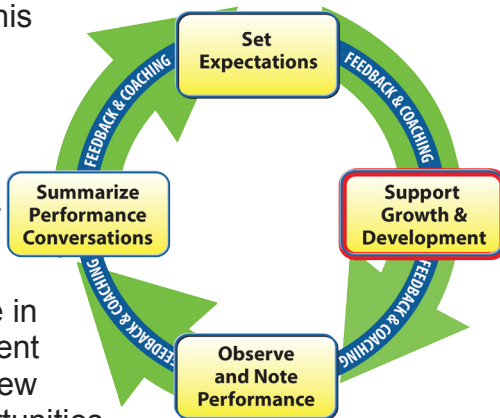 his
Set
Expectations
FEEDBACK & COACHING
FEEDBACK & COACHING
Summarize
Performance
Conversations
Support
Growth &
Development
e in
ent
ew
rtunities
FEEDBACK & COACHING
FEEDBACK & COACHING
Observe
and Note
Performance